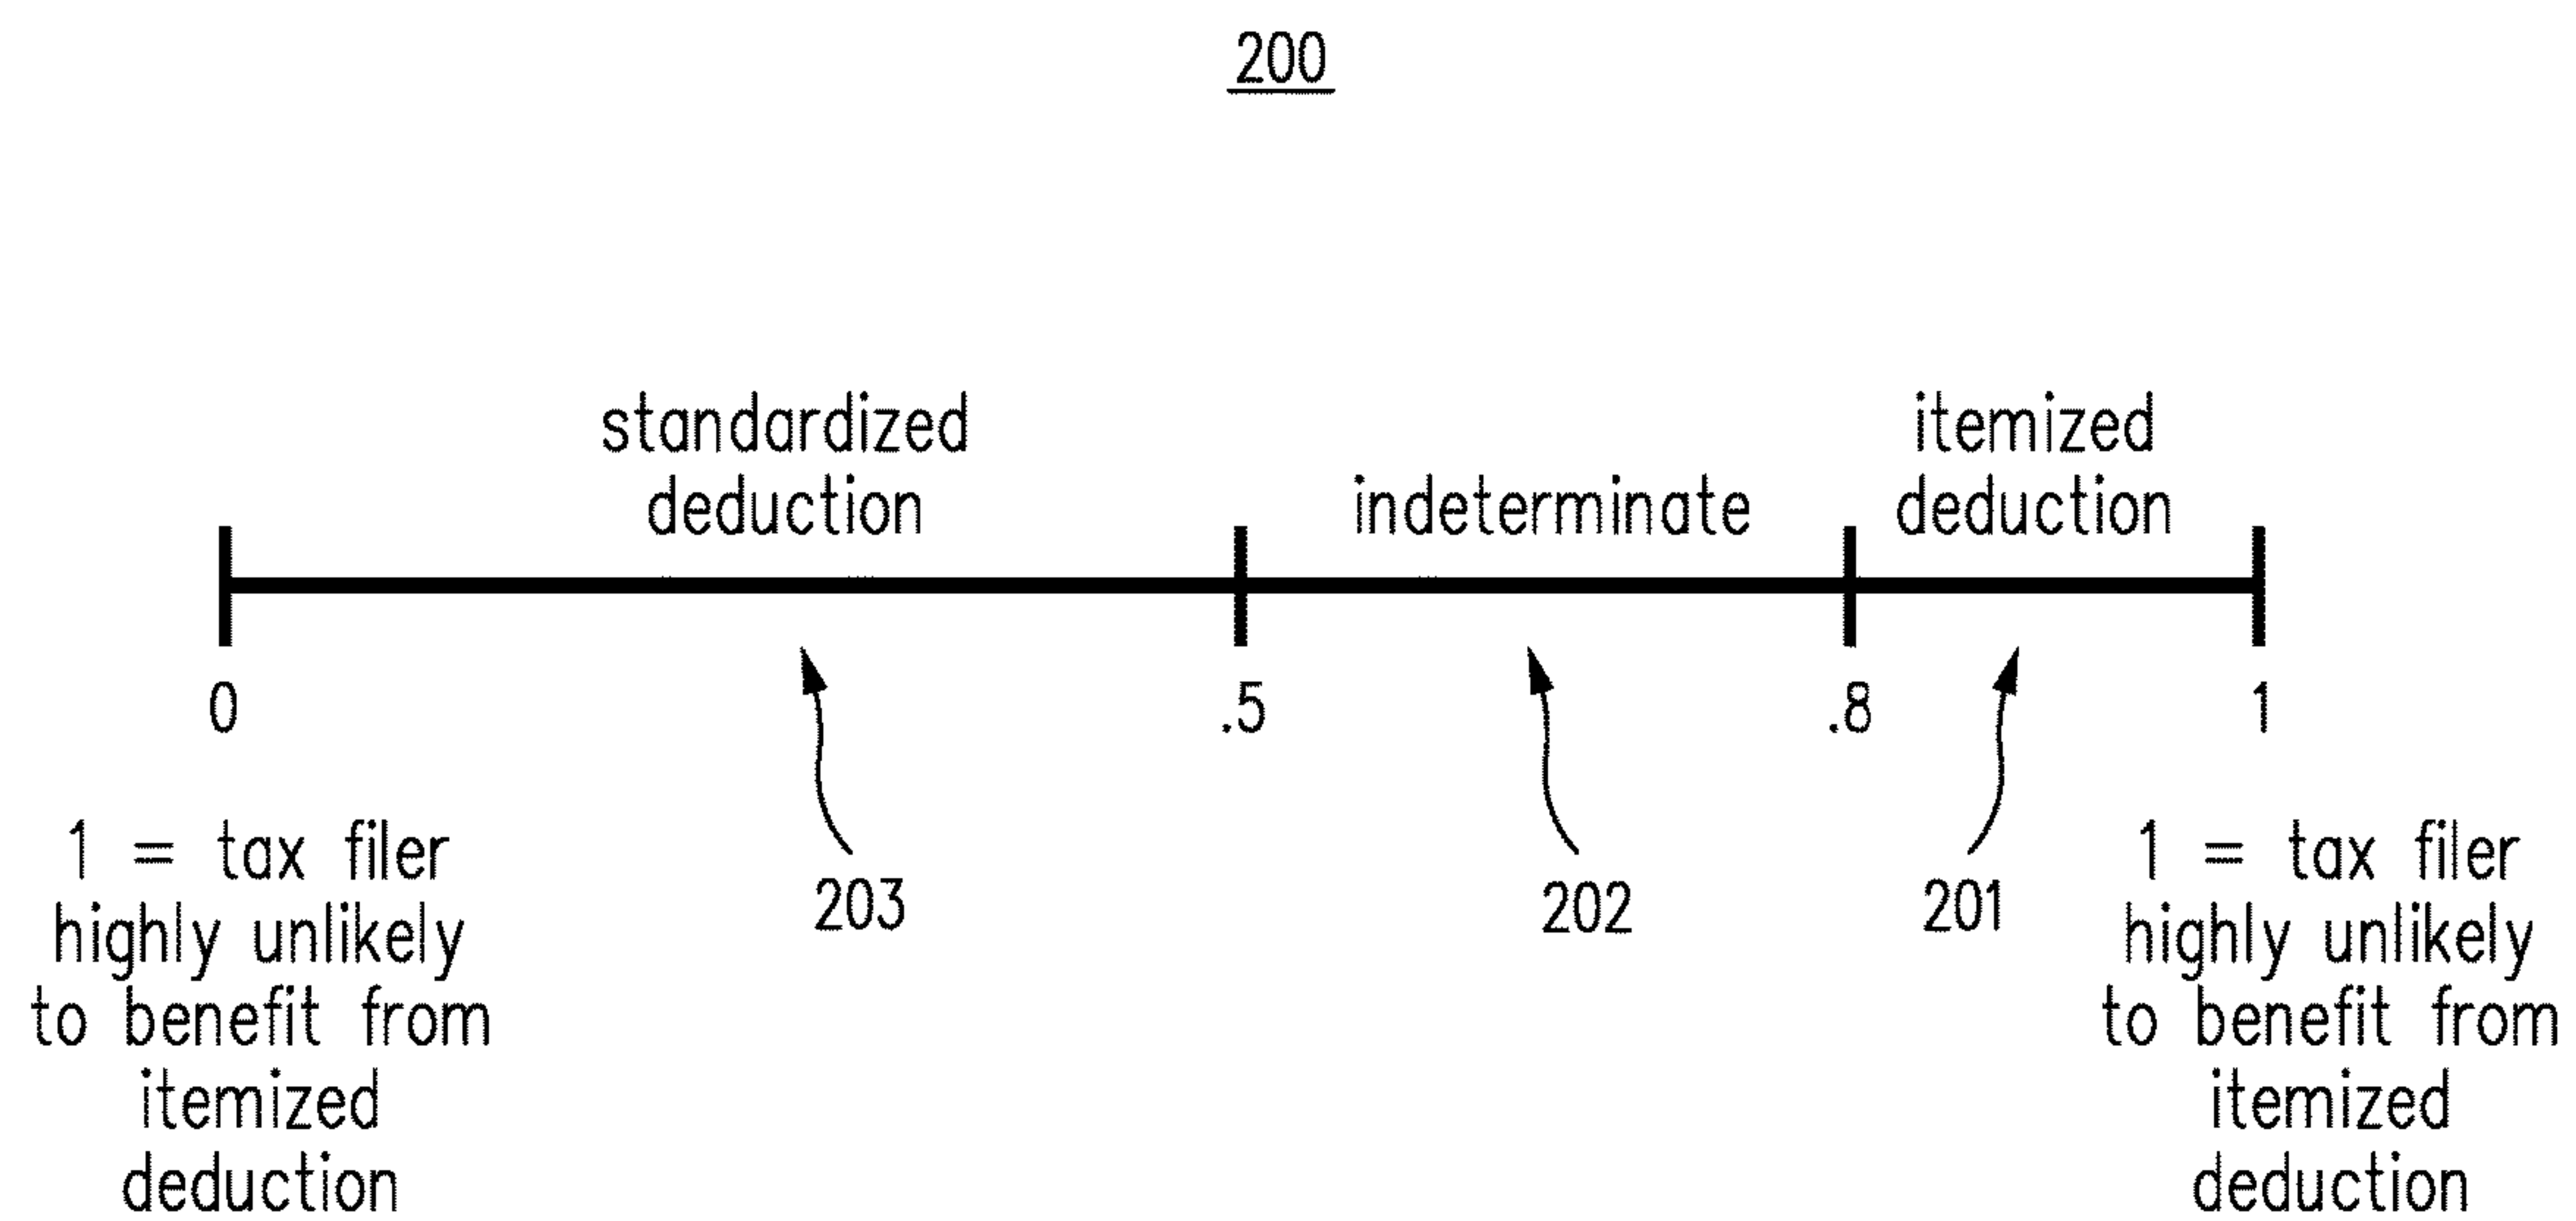 200
standardized
deduction
indeterminate
itemized
deduction
0
.5
.8
1
203
202
201
1 = tax filer
highly unlikely
to benefit from
itemized
deduction
1 = tax filer
highly unlikely
to benefit from
itemized
deduction